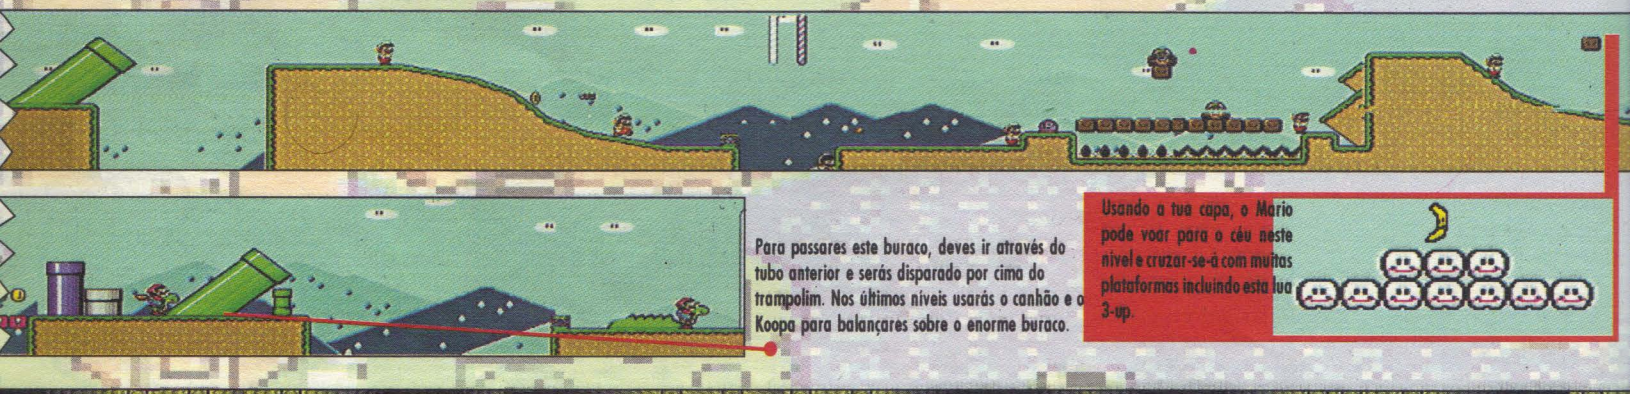 Para passares este buraco, deves ir através do
tubo anterior e serás disparado por cima do
trampolim. Nos últimos níveis usarás o canhão e o
Koopa para balançares sobre o enorme buraco.
Usando a tua capa, o Mario
pode voar para o céu neste
nível e cruzar-se-à com muitas
plataformas incluindo esta lua
3-up.